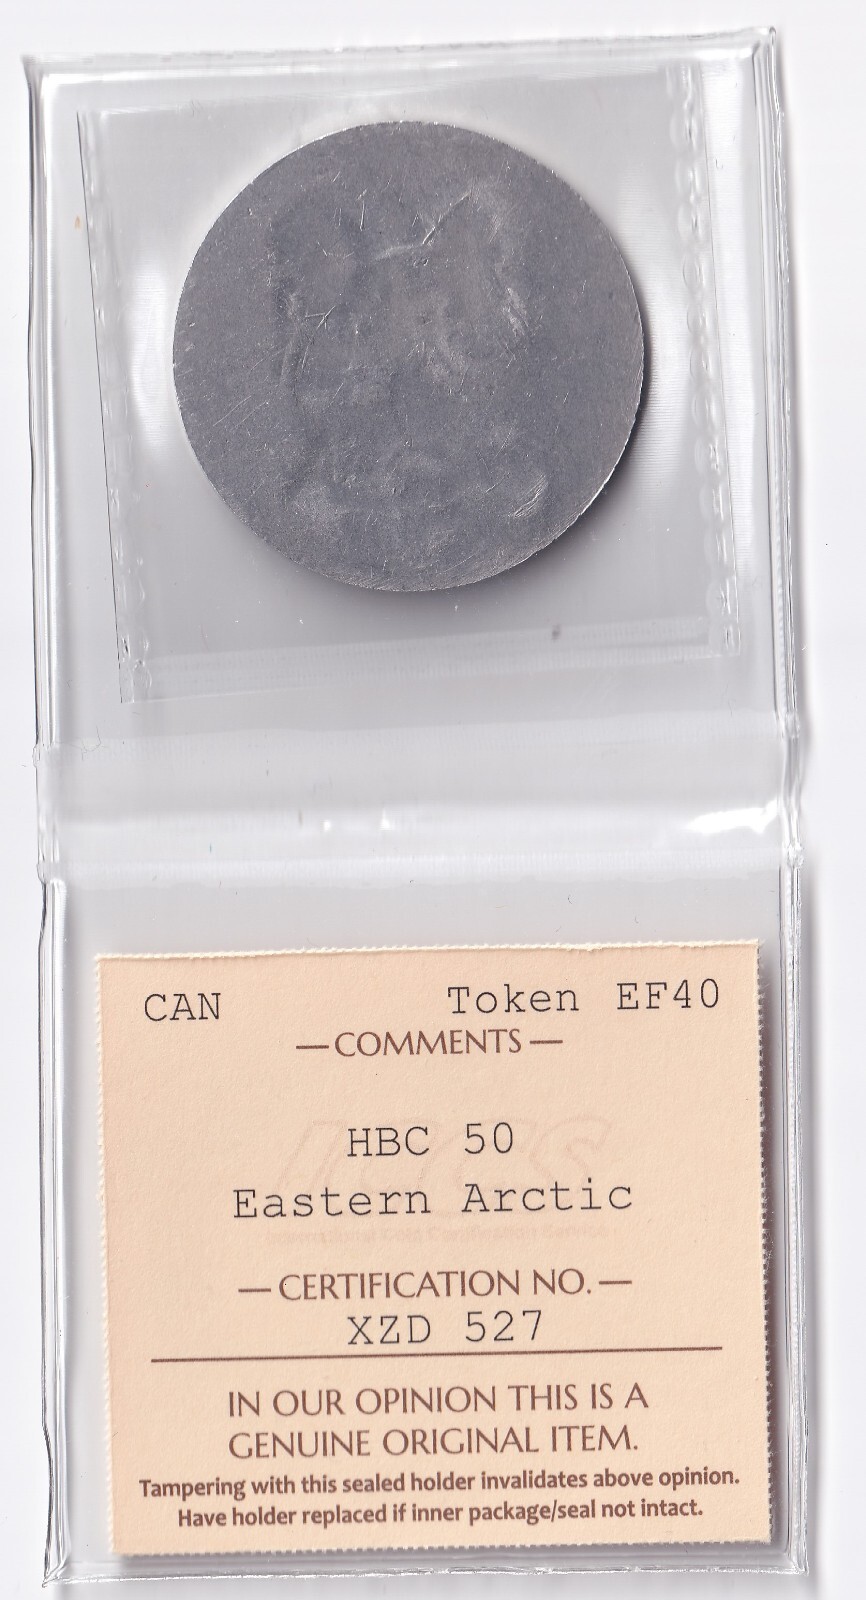 CAN Token EF40
—COMMENTS—
HBC 50
Eastern Arctic
—CERTIFICATION NO.—
XZD 527
IN OUR OPINION THIS IS A
GENUINE ORIGINAL ITEM.
Tampering with this sealed holder invalidates above opinion.
Have holder replaced if inner package/seal not intact.